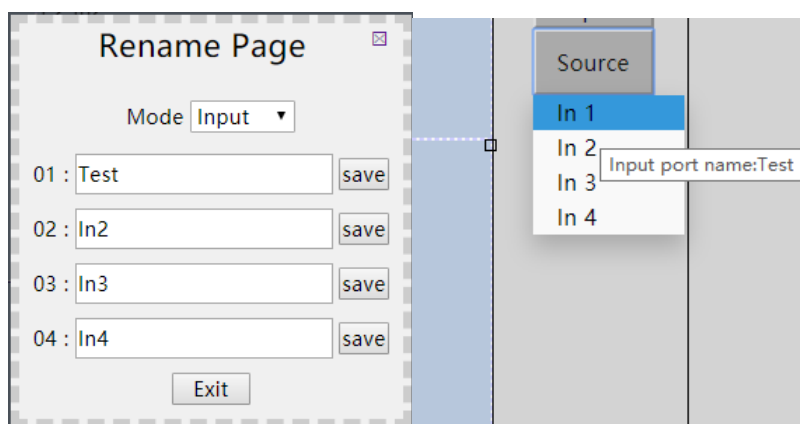 Rename Page
Mode Input
01 : Test save
02 : In2 save
03 : In3 save
04 : In4 save
Exit
Source
In 1
In 2
Input port name:Test
In 3
In 4